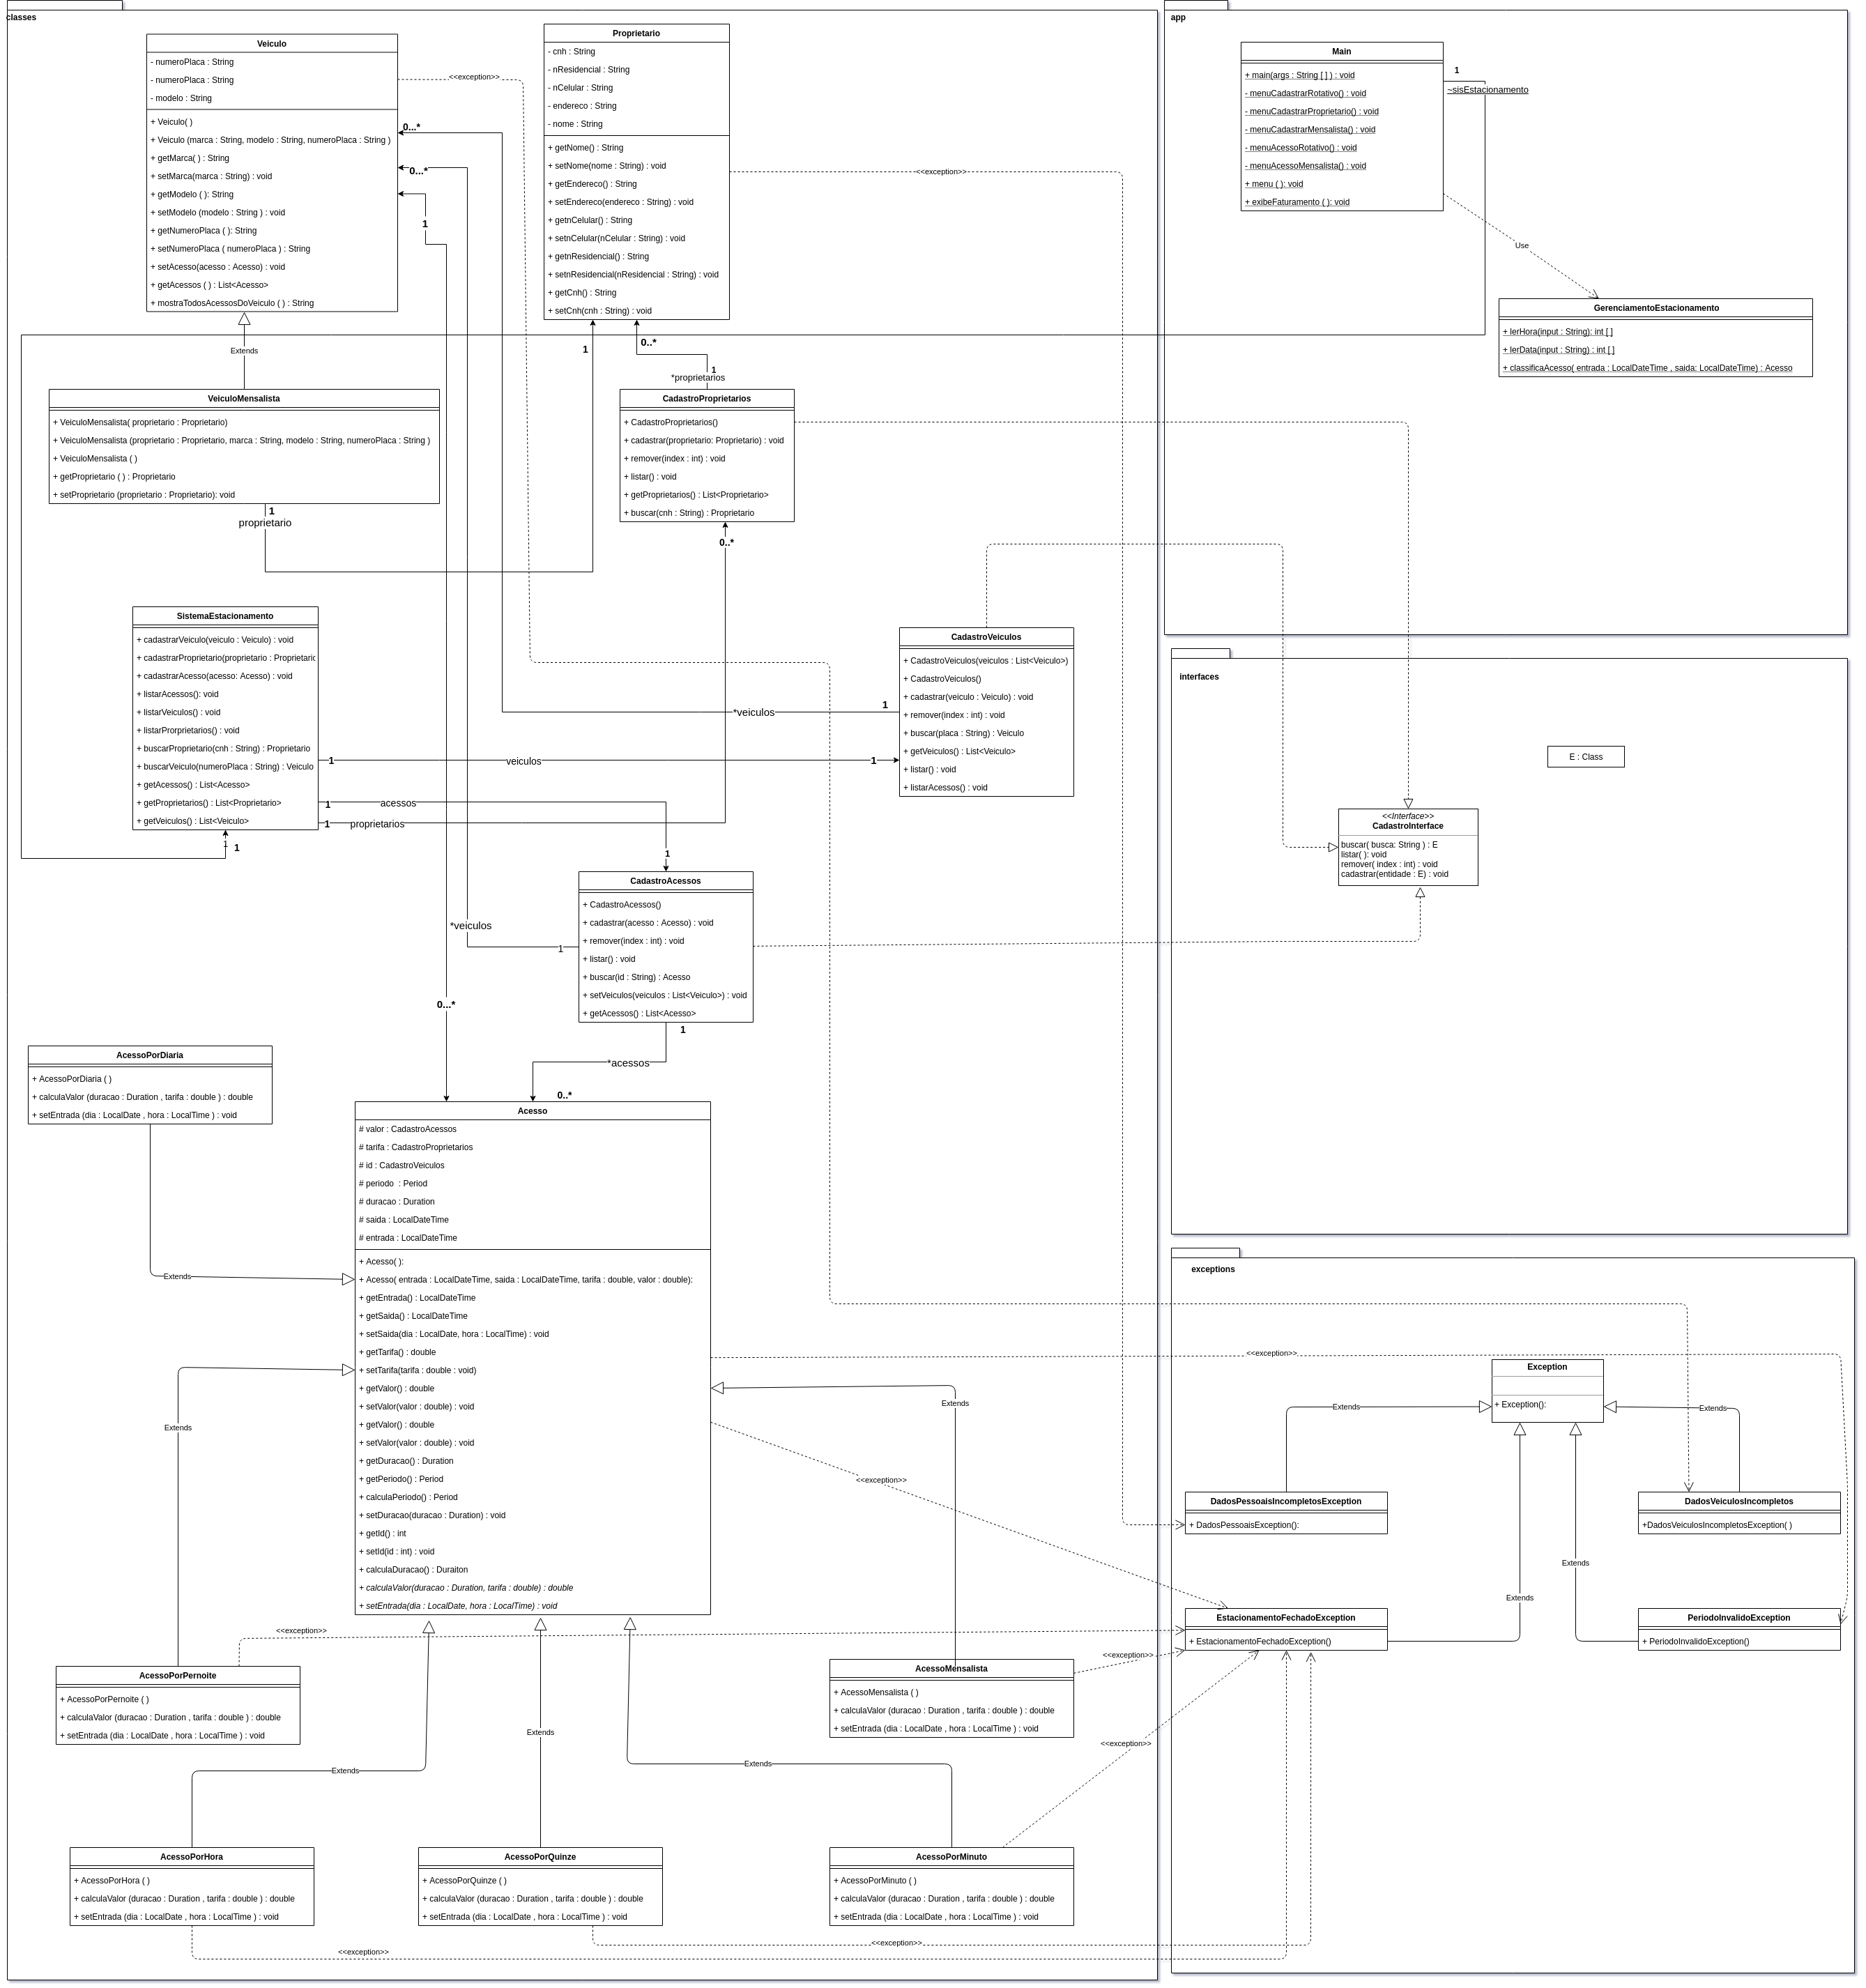 classes
Veiculo
- numeroPlaca : String
- numeroPlaca : String
- modelo : String
+ Veiculo( )
+ Veiculo (marca : String, modelo : String, numeroPlaca : String )
+ getMarca( ) : String
+ setMarca(marca : String) : void
+ getModelo ( ): String
+ setModelo (modelo : String ) : void
+ getNumeroPlaca ( ): String
+ setNumeroPlaca ( numeroPlaca ) : String
+ setAcesso(acesso : Acesso) : void
+ getAcessos ( ) : List<Acesso>
+ mostraTodosAcessosDoVeiculo ( ) : String
<<exception>>
0...*
0...*
1
Proprietario
- cnh : String
- nResidencial : String
- nCelular : String
- endereco : String
- nome : String
+ getNome() : String
+ setNome(nome : String) : void
+ getEndereco() : String
+ setEndereco(endereco : String) : void
+ getnCelular() : String
+ setnCelular(nCelular : String) : void
+ getnResidencial() : String
+ setnResidencial(nResidencial : String) : void
+ getCnh() : String
+ setCnh(cnh : String) : void
<<exception>>
1
0..*
1
*proprietarios
Extends
VeiculoMensalista
+ VeiculoMensalista( proprietario : Proprietario)
+ VeiculoMensalista (proprietario : Proprietario, marca : String, modelo : String, numeroPlaca : String )
+ VeiculoMensalista ( )
+ getProprietario ( ) : Proprietario
+ setProprietario (proprietario : Proprietario): void
1
proprietario
CadastroProprietarios
+ CadastroProprietarios()
+ cadastrar(proprietario: Proprietario) : void
+ remover(index : int) : void
+ listar() : void
+ getProprietarios() : List<Proprietario>
+ buscar(cnh : String) : Proprietario
0..*
SistemaEstacionamento
+ cadastrarVeiculo(veiculo : Veiculo) : void
+ cadastrarProprietario(proprietario : Proprietaric
+ cadastrarAcesso(acesso: Acesso) : void
+ listarAcessos(): void
+ listarVeiculos() : void
+ listarProrprietarios() : void
+ buscarProprietario(cnh : String) : Proprietario
+ buscarVeiculo(numeroPlaca : String) : Veiculo
+ getAcessos() : List<Acesso>
+ getProprietarios() : List<Proprietario>
+ getVeiculos() : List<Veiculo>
1
veiculos
1
1
acessos
1
1
proprietarios
1
1
CadastroVeiculos
+ CadastroVeiculos(veiculos : List<Veiculo>)
+ CadastroVeiculos()
+ cadastrar(veiculo : Veiculo) : void
+ remover(index : int) : void
+ buscar(placa : String) : Veiculo
+ getVeiculos() : List<Veiculo>
+ listar() : void
+ listarAcessos() : void
1
*veiculos
CadastroAcessos
+ CadastroAcessos()
+ cadastrar(acesso : Acesso) : void
+ remover(index : int) : void
+ listar() : void
+ buscar(id : String) : Acesso
+ setVeiculos(veiculos : List<Veiculo>) : void
+ getAcessos() : List<Acesso>
*veiculos
1
0...*
1
*acessos
0..*
AcessoPorDiaria
+ AcessoPorDiaria ( )
+ calculaValor (duracao : Duration , tarifa : double ) : double
+ setEntrada (dia : LocalDate , hora : LocalTime ) : void
Extends
Acesso
# valor : CadastroAcessos
# tarifa : CadastroProprietarios
# id : CadastroVeiculos
# periodo : Period
# duracao : Duration
# saida : LocalDateTime
# entrada : LocalDateTime
+ Acesso( ):
+ Acesso( entrada : LocalDateTime, saida : LocalDateTime, tarifa : double, valor : double):
+ getEntrada() : LocalDateTime
+ getSaida() : LocalDateTime
+ setSaida(dia : LocalDate, hora : LocalTime) : void
+ getTarifa() : double
+ setTarifa(tarifa : double : void)
+ getValor() : double
+ setValor(valor : double) : void
+ getValor() : double
+ setValor(valor : double) : void
+ getDuracao() : Duration
+ getPeriodo() : Period
+ calculaPeriodo() : Period
+ setDuracao(duracao : Duration) : void
+ getId() : int
+ setId(id : int) : void
+ calculaDuracao() : Duraiton
+ calculaValor(duracao : Duration, tarifa : double) : double
+ setEntrada(dia : LocalDate, hora : LocalTime) : void
<<exception>>
<<exception>>
Extends
Extends
<<exception>>
AcessoPorPernoite
+ AcessoPorPernoite ( )
+ calculaValor (duracao : Duration , tarifa : double ) : double
+ setEntrada (dia : LocalDate , hora : LocalTime ) : void
AcessoMensalista
+ AcessoMensalista ( )
+ calculaValor (duracao : Duration , tarifa : double ) : double
+ setEntrada (dia : LocalDate , hora : LocalTime ) : void
<<exception>>
<<exception>>
Extends
Extends
Extends
AcessoPorHora
+ AcessoPorHora ( )
+ calculaValor (duracao : Duration , tarifa : double ) : double
+ setEntrada (dia : LocalDate , hora : LocalTime ) : void
<<exception>>
AcessoPorQuinze
+ AcessoPorQuinze ( )
+ calculaValor (duracao : Duration , tarifa : double ) : double
+ setEntrada (dia : LocalDate , hora : LocalTime ) : void
<<exception>>
AcessoPorMinuto
+ AcessoPorMinuto ( )
+ calculaValor (duracao : Duration , tarifa : double ) : double
+ setEntrada (dia : LocalDate , hora : LocalTime ) : void
app
Main
+ main(args : String [ ] ) : void
- menuCadastrarRotativo() : void
- menuCadastrarProprietario() : void
- menuCadastrarMensalista() : void
- menuAcessoRotativo() : void
- menuAcessoMensalista() : void
+ menu ( ): void
+ exibeFaturamento ( ): void
1
~sisEstacionamento
Use
GerenciamentoEstacionamento
+ lerHora(input : String): int [ ]
+ lerData(input : String) : int [ ]
+ classificaAcesso( entrada : LocalDateTime , saida: LocalDateTime) : Acesso
interfaces
E : Class
<<Interface>>
CadastroInterface
buscar( busca: String ) : E
listar( ): void
remover( index : int) : void
cadastrar(entidade : E) : void
exceptions
Exception
+ Exception():
Extends
Extends
Extends
Extends
DadosPessoaisIncompletosException
+ DadosPessoaisException():
DadosVeiculosIncompletos
+DadosVeiculosIncompletosException( )
EstacionamentoFechadoException
+ EstacionamentoFechadoException()
PeriodoInvalidoException
+ PeriodoInvalidoException()